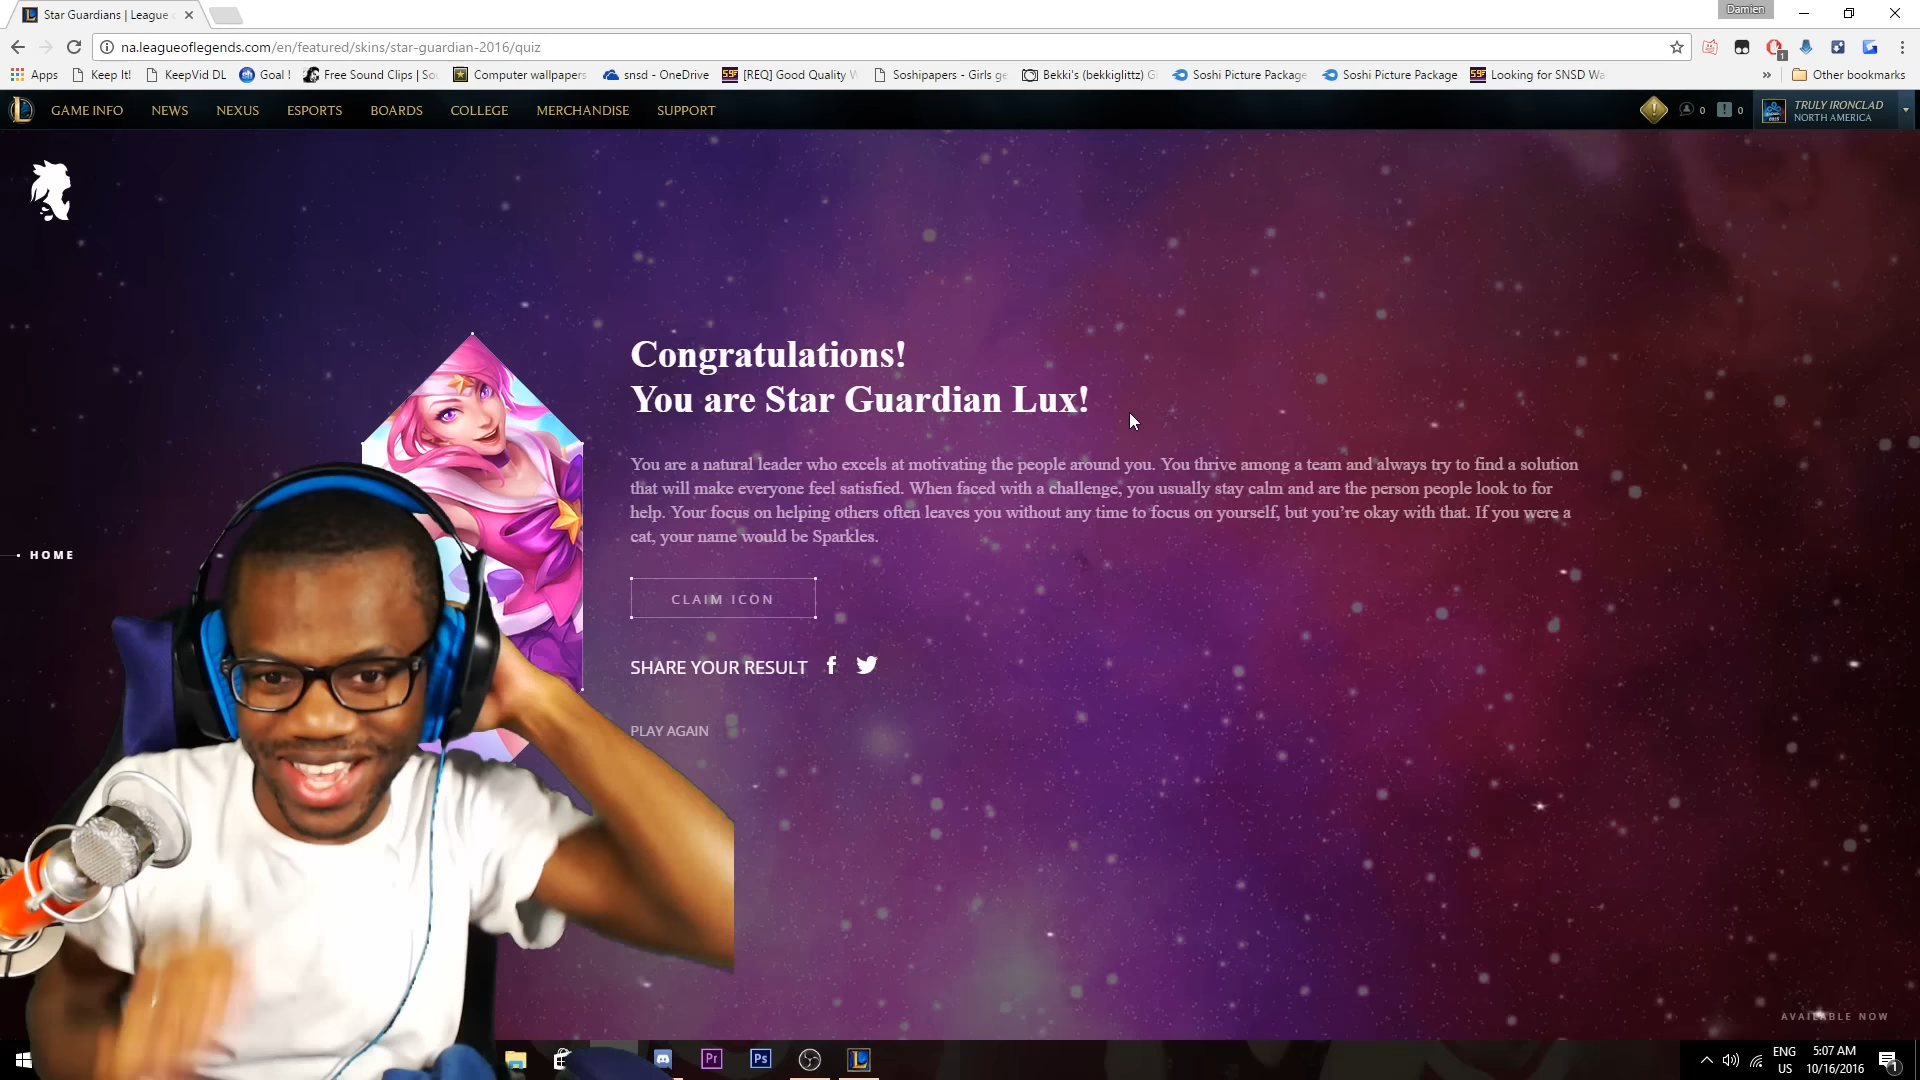 Star Guardians | League
Damien
na.leagueoflegends.com/en/featured/skins/star-guardian-2016/quiz
Apps Keep It! KeepVid DL Goal ! Free Sound Clips | Computer wallpapers snsd - OneDrive [REQ] Good Quality Soshipapers - Girls Bekki's (bekkiglittz) Soshi Picture Package Soshi Picture Package Looking for SNSD » Other bookmarks
GAME INFO NEWS NEXUS ESPORTS BOARDS COLLEGE MERCHANDISE SUPPORT 0 0 TRULY IRONCLAD
NORTH AMERICA
Congratulations!
You are Star Guardian Lux!
You are a natural leader who excels at motivating the people around you. You thrive among a team and always try to find a solution
that will make everyone feel satisfied. When faced with a challenge, you usually stay calm and are the person people look to for
help. Your focus on helping others often leaves you without any time to focus on yourself, but you’re okay with that. If you were a
cat, your name would be Sparkles.
HOME
CLAIM ICON
SHARE YOUR RESULT
PLAY AGAIN
AVAILABLE NOW
Pr Ps
ENG 5:07 AM
US 10/16/2016 1